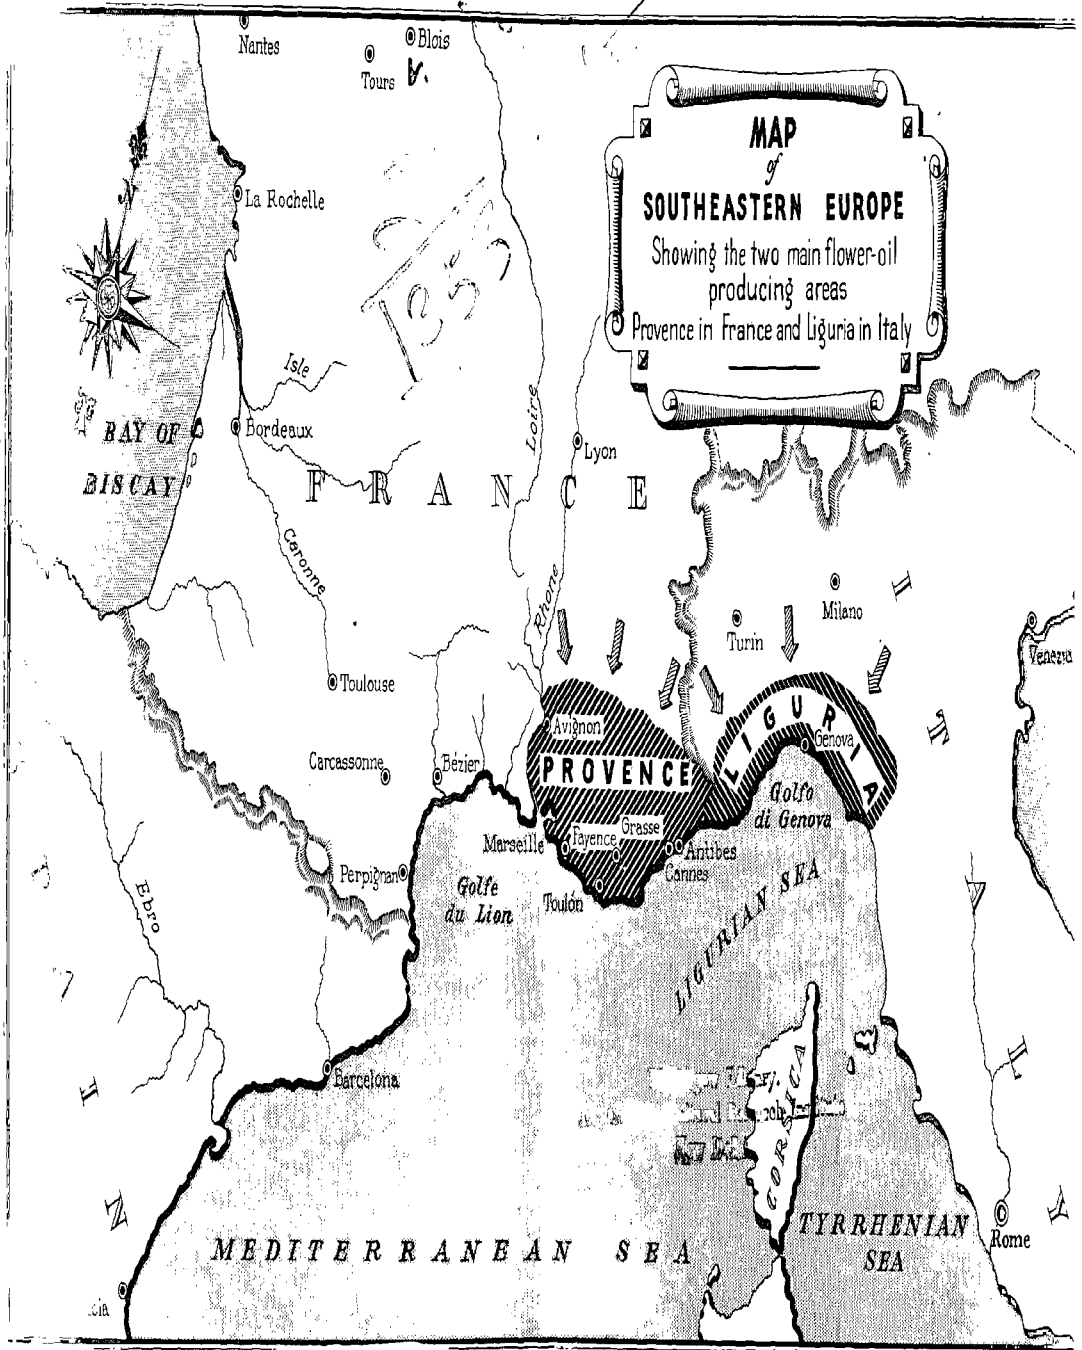 Nantes
Blois
Tours
MAP
of
SOUTHEASTERN EUROPE
Showing the two main flower-oil
producing areas
Provence in France and Liguria in Italy
N
La Rochelle
Isle
Loire
BAY OF
BISCAY
Bordeaux
Lyon
FRANCE
Caronne
Rhone
Milano
Turin
Venezia
Toulouse
Avignon
LIGURIA
Genova
Carcassonne
Bézier
PROVENCE
Golfo
di Genova
Marseille
Fayence
Grasse
Antibes
Cannes
Perpignan
Golfe
du Lion
Toulon
Ebro
LIGURIAN SEA
ITALY
Barcelona
CORSICA
MEDITERRANEAN SEA
TYRRHENIAN
SEA
Rome